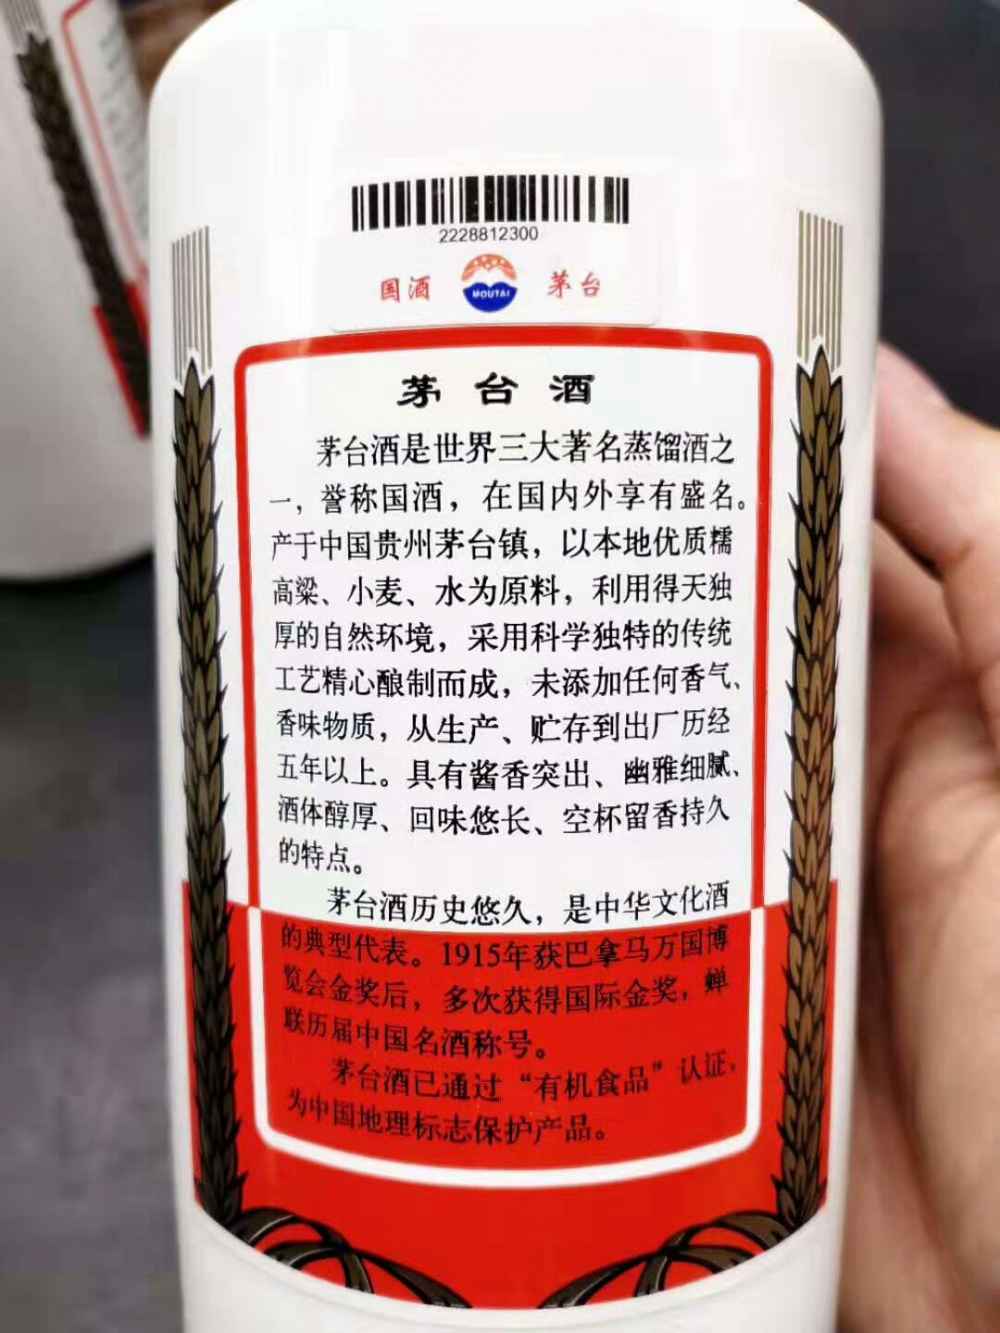 2228812300
国酒 MOUTAI 茅台
茅台酒
茅台酒是世界三大著名蒸馏酒之
一，誉称国酒，在国内外享有盛名。
产于中国贵州茅台镇，以本地优质糯
高粱、小麦、水为原料，利用得天独
厚的自然环境，采用科学独特的传统
工艺精心酿制而成，未添加任何香气、
香味物质，从生产、贮存到出厂历经
五年以上。具有酱香突出、幽雅细腻、
酒体醇厚、回味悠长、空杯留香持久
的特点。
茅台酒历史悠久，是中华文化酒
的典型代表。1915年获巴拿马万国博
览会金奖后，多次获得国际金奖，蝉
联历届中国名酒称号。
茅台酒已通过“有机食品”认证，
为中国地理标志保护产品。